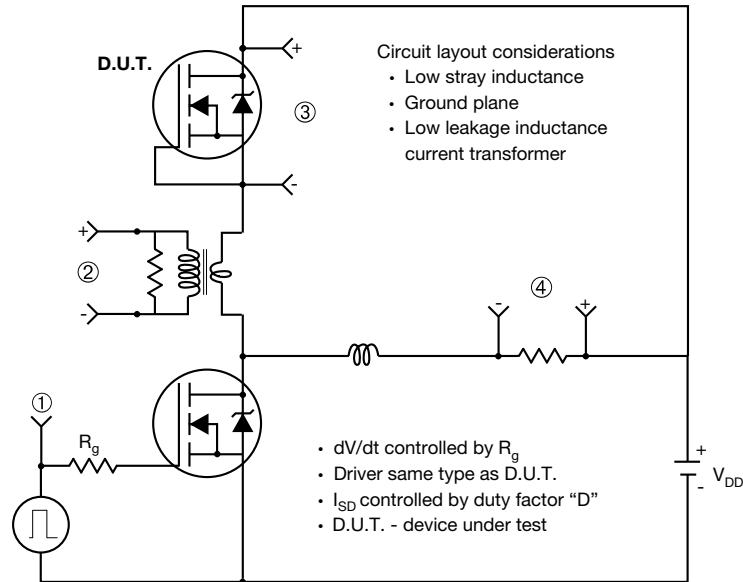 D.U.T.
+
Circuit layout considerations
• Low stray inductance
• Ground plane
• Low leakage inductance
current transformer
③
-
+
②
-
④
- +
①
R_g
• dV/dt controlled by R_g
• Driver same type as D.U.T.
• I_SD controlled by duty factor “D”
• D.U.T. - device under test
+
V_DD
-